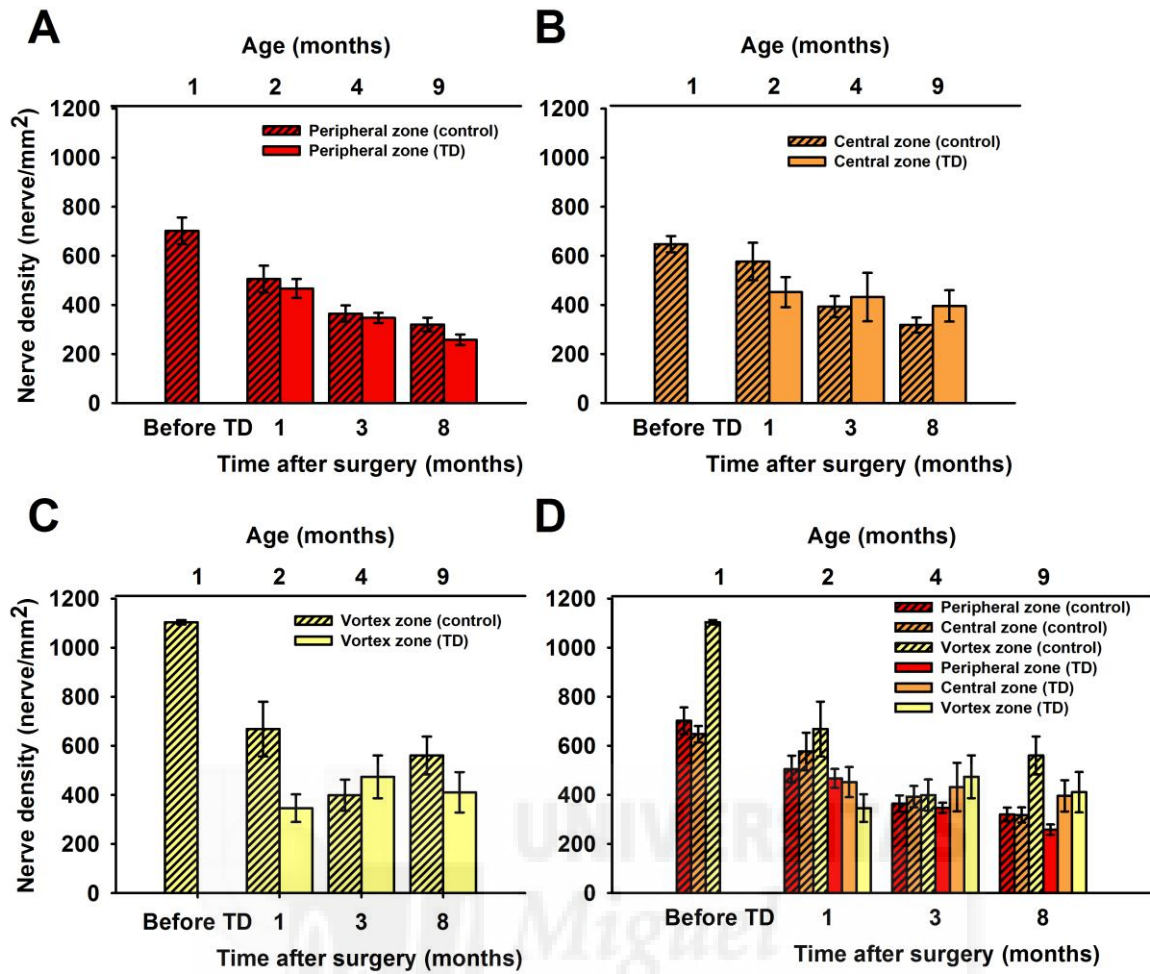 A
Age (months)
1 2 4 9
1200
1000
800
600
400
200
0
Nerve density (nerve/mm2)
Peripheral zone (control)
Peripheral zone (TD)
Before TD 1 3 8
Time after surgery (months)
B
Age (months)
1 2 4 9
1200
1000
800
600
400
200
0
Central zone (control)
Central zone (TD)
Before TD 1 3 8
Time after surgery (months)
C
Age (months)
1 2 4 9
1200
1000
800
600
400
200
0
Nerve density (nerve/mm2)
Vortex zone (control)
Vortex zone (TD)
Before TD 1 3 8
Time after surgery (months)
D
Age (months)
1 2 4 9
1200
1000
800
600
400
200
0
Peripheral zone (control)
Central zone (control)
Vortex zone (control)
Peripheral zone (TD)
Central zone (TD)
Vortex zone (TD)
Before TD 1 3 8
Time after surgery (months)
UNIVERSITAS
Miguel